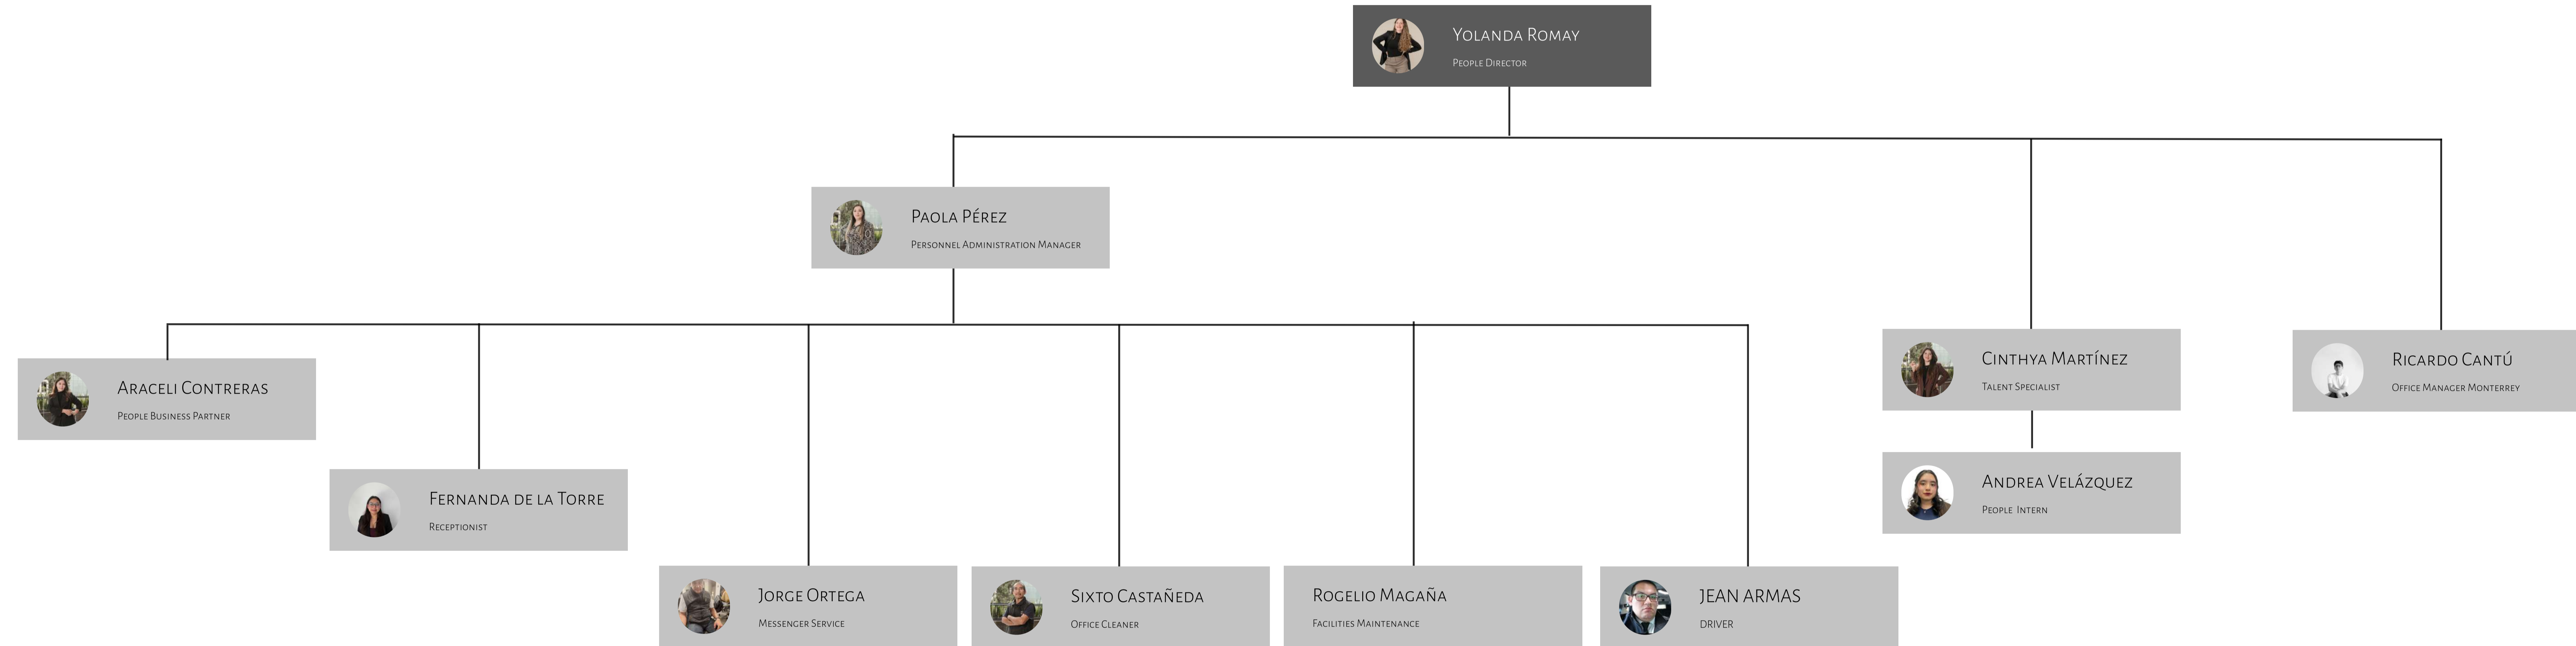 Yolanda Romay
People Director
Paola Pérez
Personnel Administration Manager
Araceli Contreras
People Business Partner
Fernanda de la Torre
Receptionist
Jorge Ortega
Messenger Service
Sixto Castañeda
Office Cleaner
Rogelio Magaña
Facilities Maintenance
JEAN ARMAS
DRIVER
Cinthya Martínez
Talent Specialist
Andrea Velázquez
People Intern
Ricardo Cantú
Office Manager Monterrey